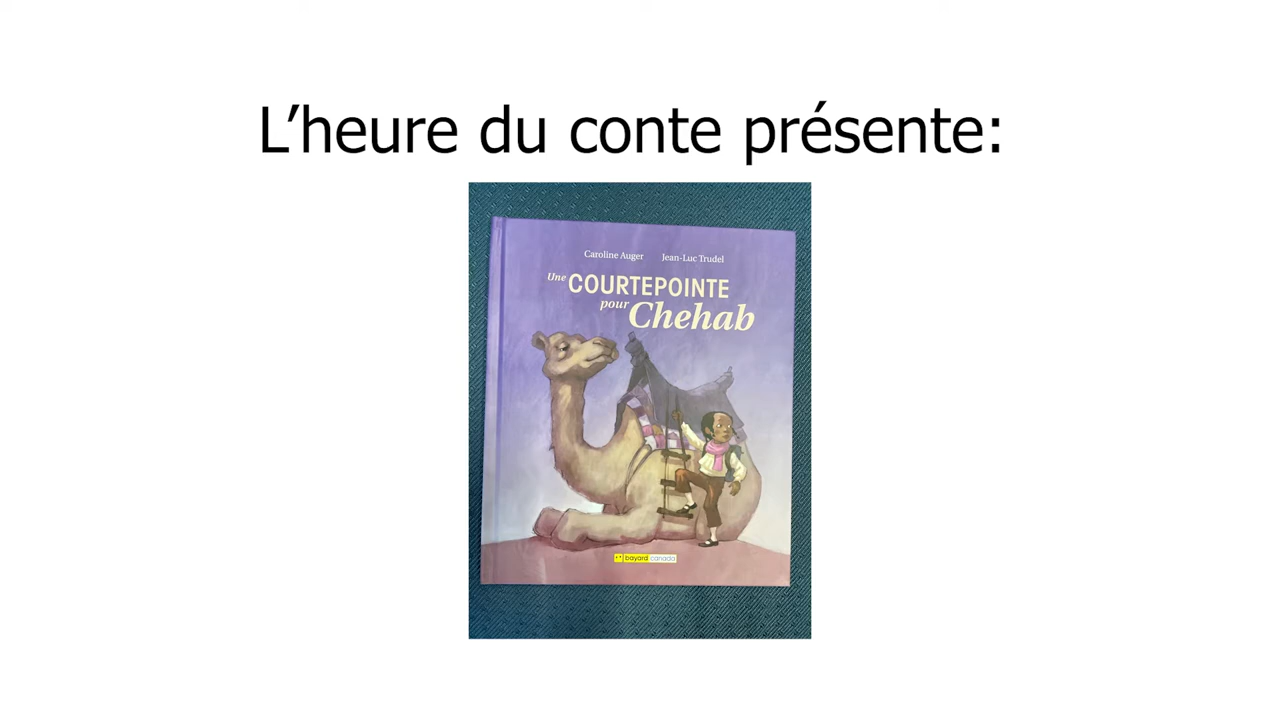 L’heure du conte présente:
Caroline Auger Jean-Luc Trudel
Une COURTEPOINTE
pour Chehab
bayard canada